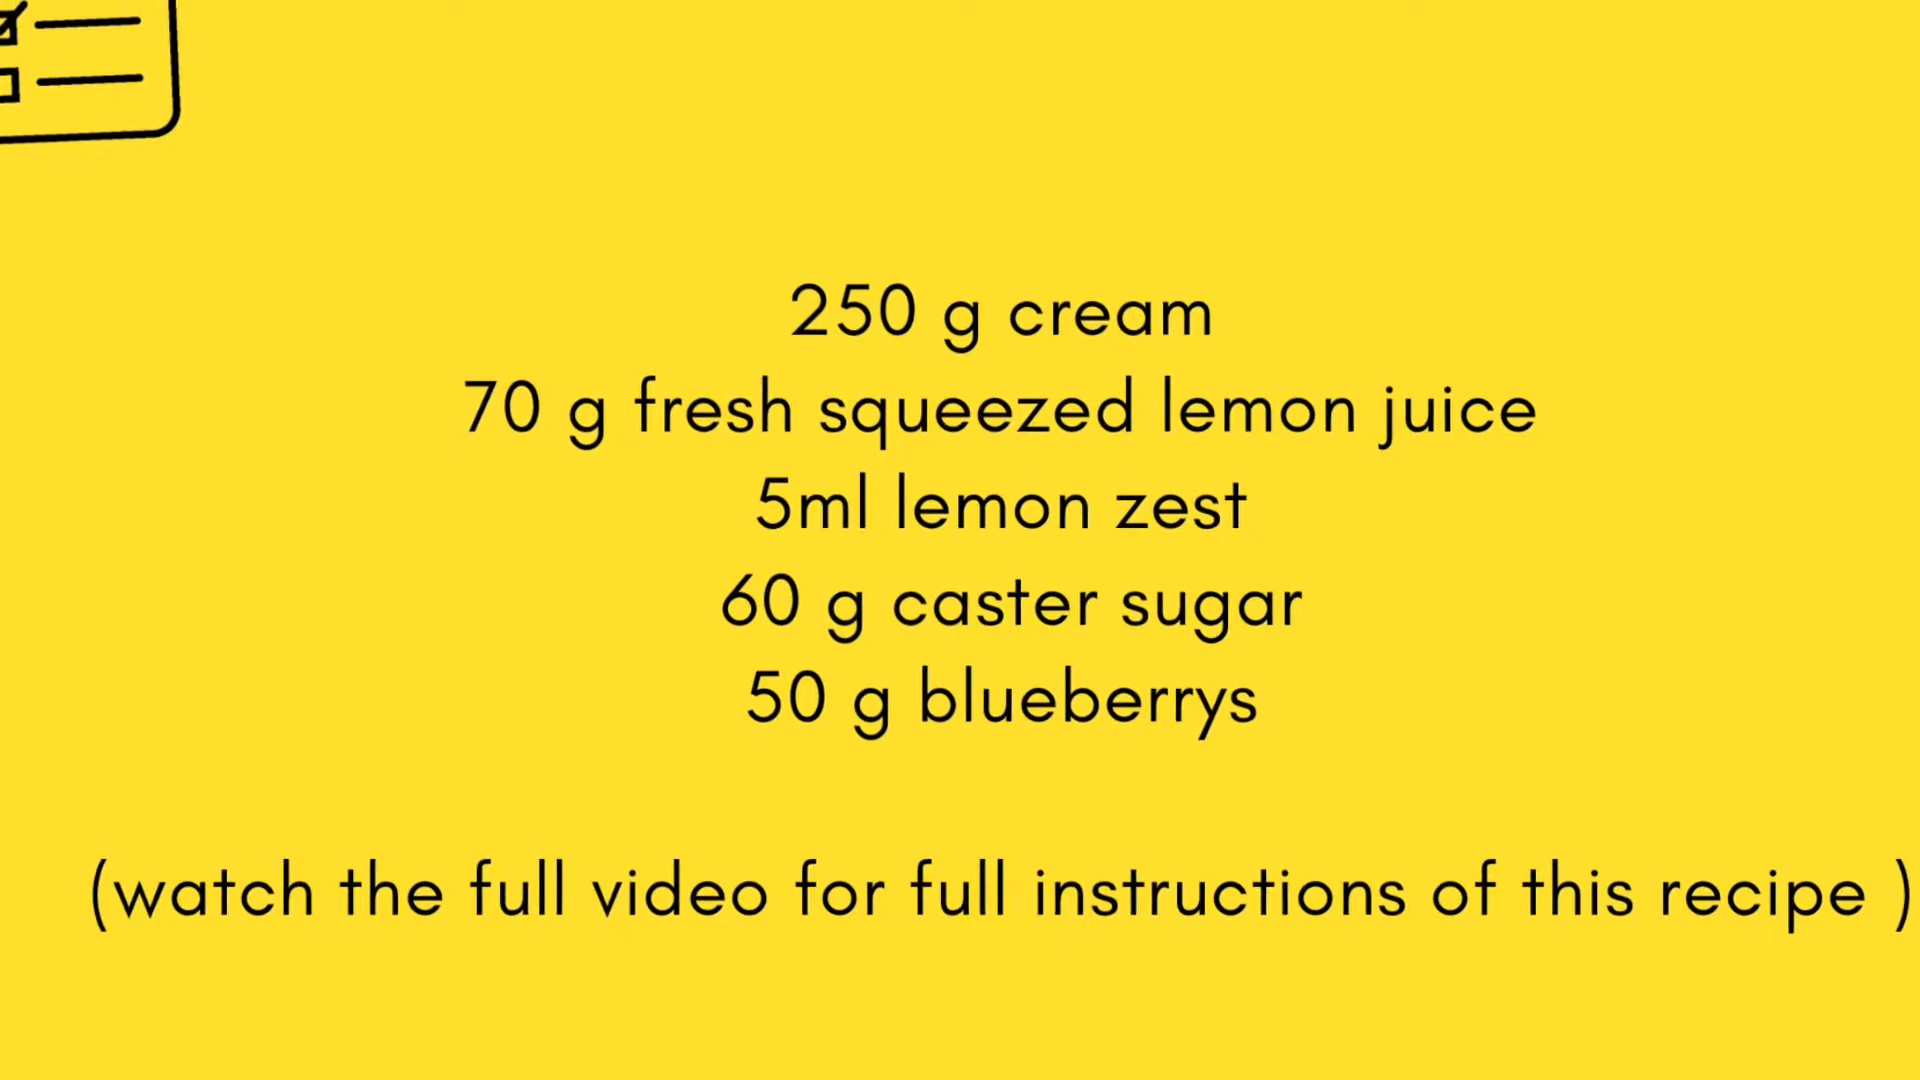 250 g cream
70 g fresh squeezed lemon juice
5ml lemon zest
60 g caster sugar
50 g blueberrys
(watch the full video for full instructions of this recipe )